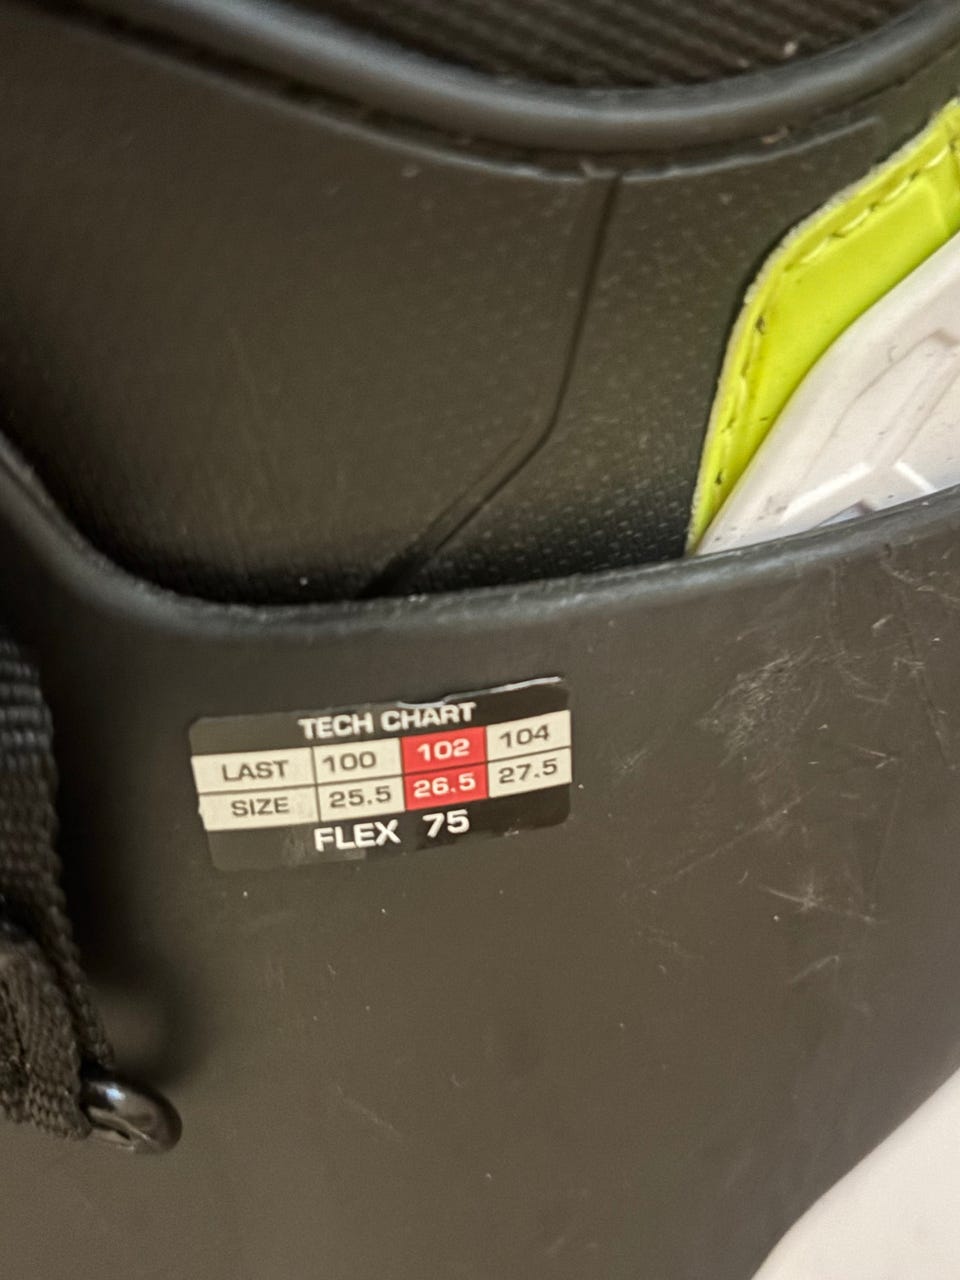 TECH CHART
LAST 100 102 104
SIZE 25.5 26.5 27.5
FLEX 75